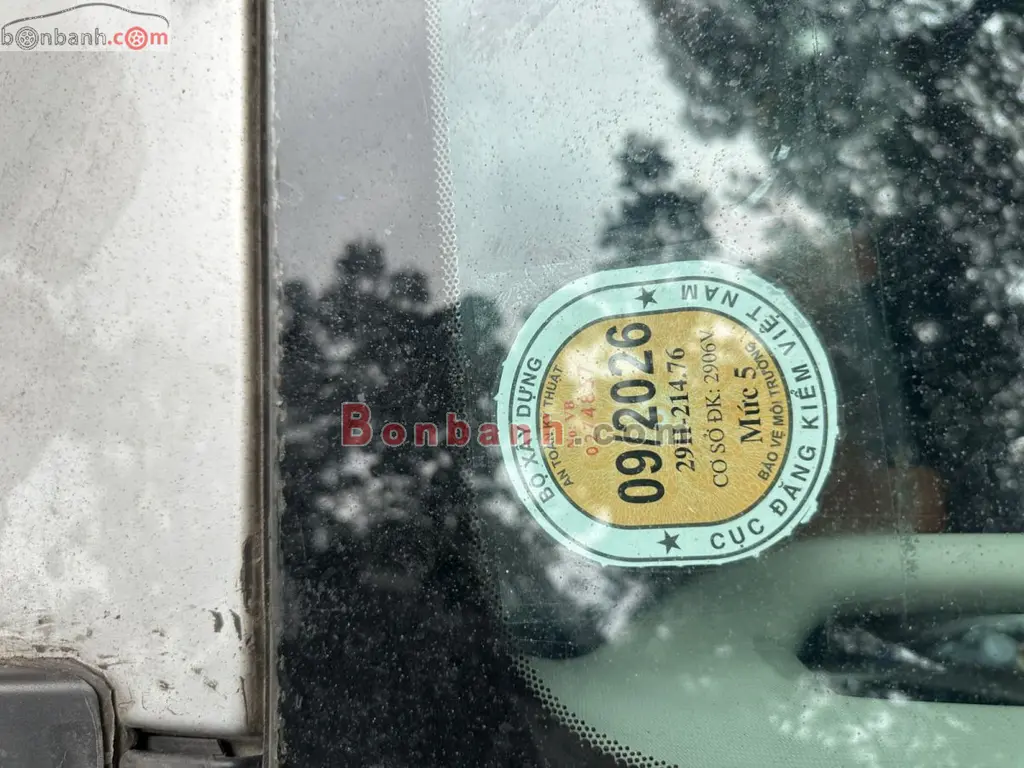 bonbanh.com
BỘ XÂY DỰNG
AN TOÀN KỸ THUẬT
09/2026
29H-214.76
CƠ SỞ ĐK: 2906V
Mức 5
BẢO VỆ MÔI TRƯỜNG
CỤC ĐĂNG KIỂM VIỆT NAM
Bonbanh.com